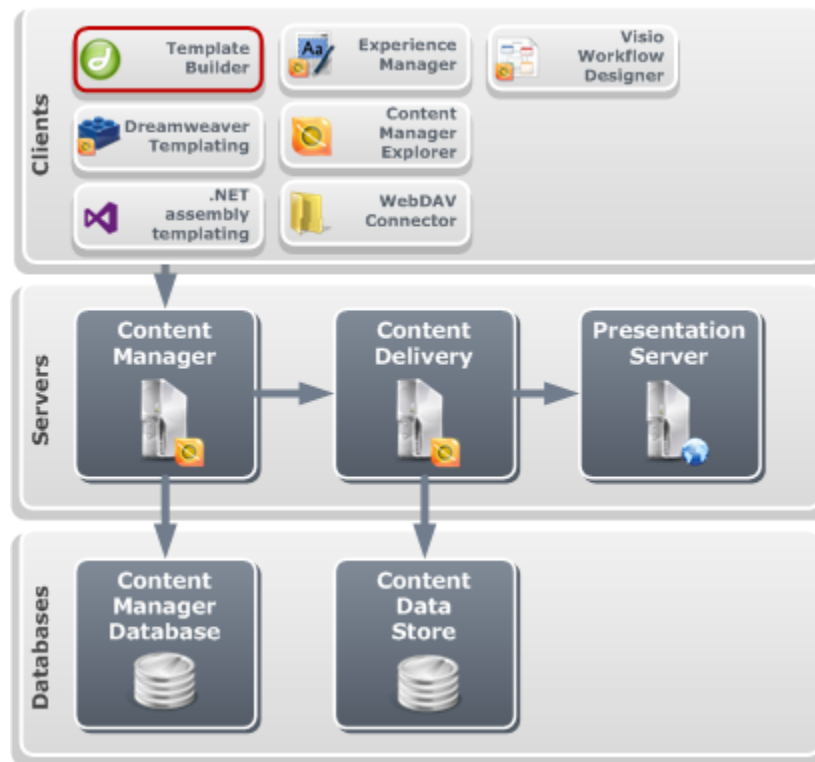 Clients
Template
Builder
Experience
Manager
Aa
Visio
Workflow
Designer
Dreamweaver
Templating
Content
Manager
Explorer
.NET
assembly
templating
WebDAV
Connector
Servers
Content
Manager
Content
Delivery
Presentation
Server
Databases
Content
Manager
Database
Content
Data
Store